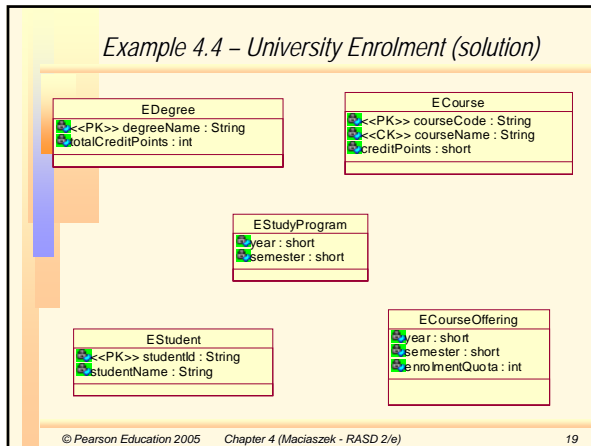 Example 4.4 – University Enrolment (solution)
EDegree
<<PK>> degreeName : String
totalCreditPoints : int
ECourse
<<PK>> courseCode : String
<<CK>> courseName : String
creditPoints : short
EStudyProgram
year : short
semester : short
EStudent
<<PK>> studentId : String
studentName : String
ECourseOffering
year : short
semester : short
enrolmentQuota : int
© Pearson Education 2005 Chapter 4 (Maciaszek - RASD 2/e) 19